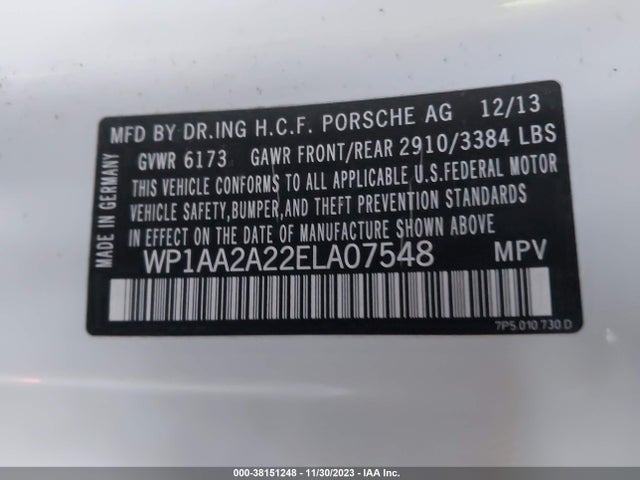 MFD BY DR.ING H.C.F. PORSCHE AG 12/13
GVWR 6173 GAWR FRONT/REAR 2910/3384 LBS
THIS VEHICLE CONFORMS TO ALL APPLICABLE U.S.FEDERAL MOTOR
VEHICLE SAFETY,BUMPER,AND THEFT PREVENTION STANDARDS
IN EFFECT ON THE DATE OF MANUFACTURE SHOWN ABOVE
WP1AA2A22ELA07548 MPV
MADE IN GERMANY
7P5.010 730 D
000-38151248 - 11/30/2023 - IAA Inc.